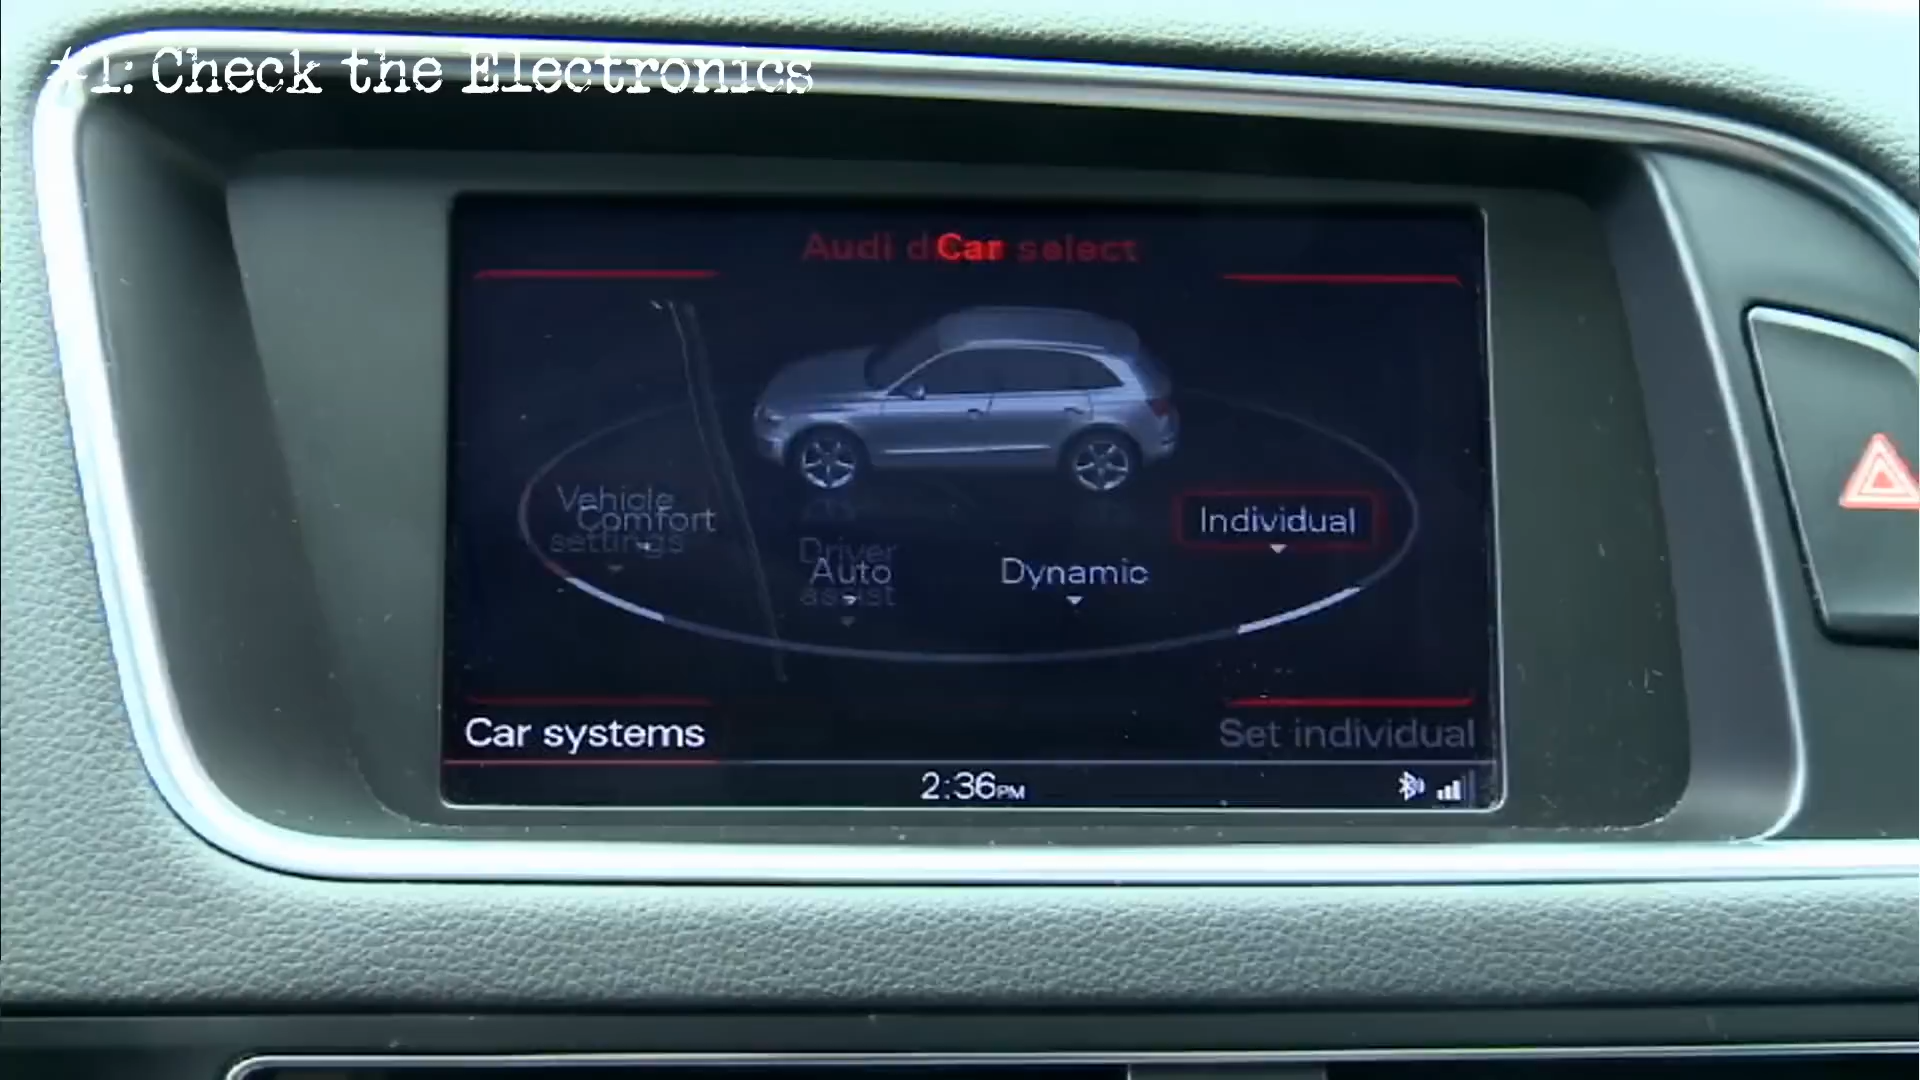 #1: Check the Electronics
Audi drive select
Car
Vehicle
settings
Comfort
Driver
assist
Auto
Dynamic
Individual
Car systems
Set individual
2:36PM